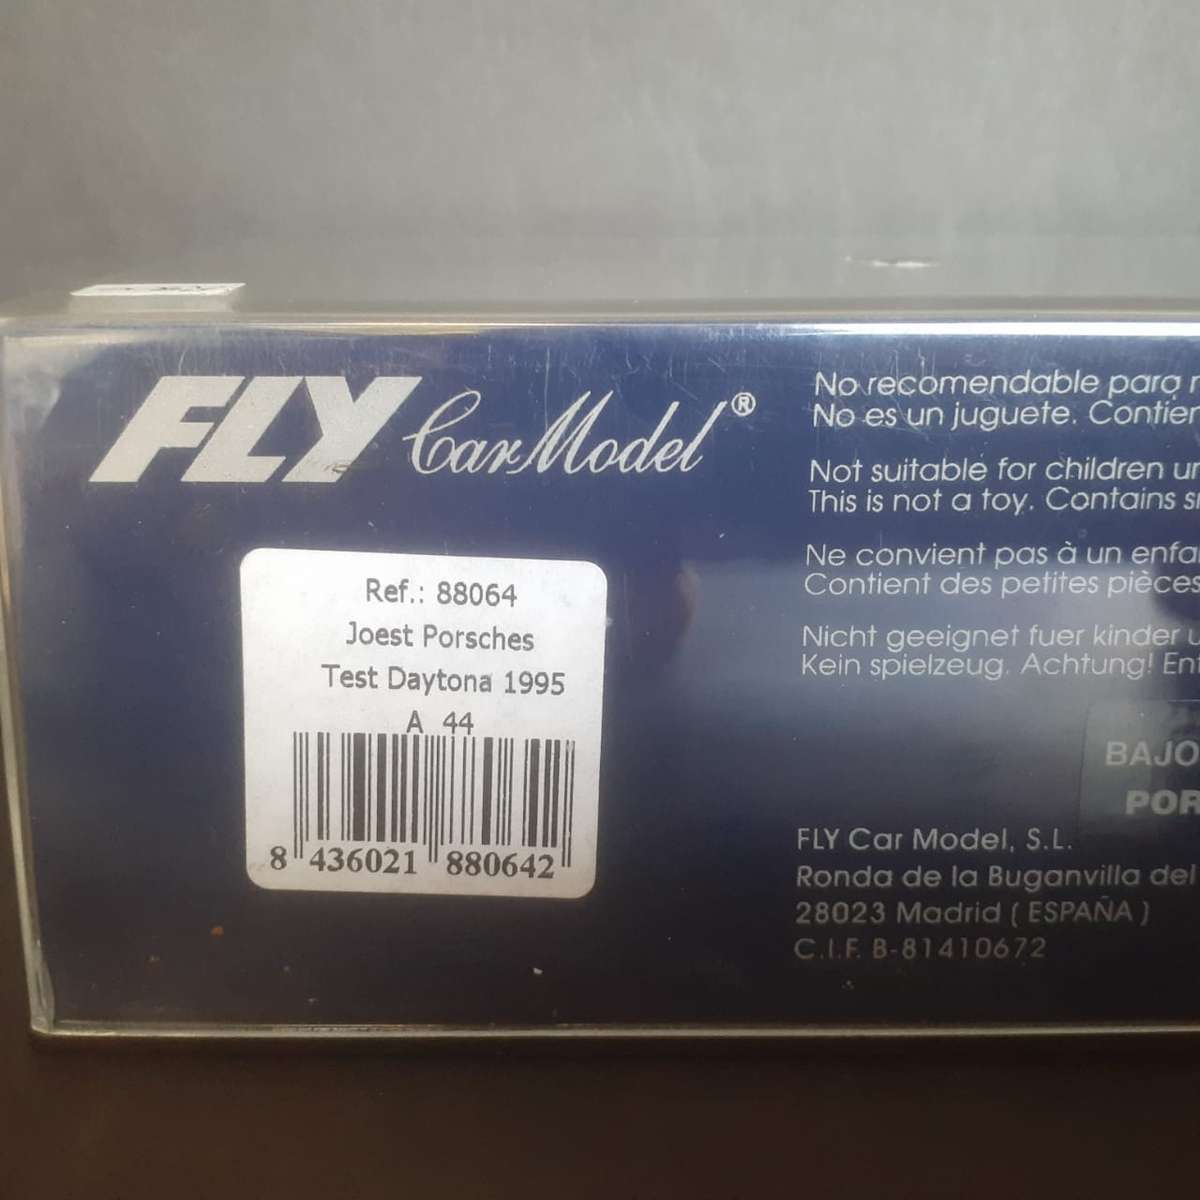 FLY Car Model ®
Ref.: 88064
Joest Porsches
Test Daytona 1995
A 44
8 436021 880642
No recomendable para
No es un juguete. Contien
Not suitable for children un
This is not a toy. Contains s
Ne convient pas à un enfa
Contient des petites pièces
Nicht geeignet fuer kinder u
Kein spielzeug. Achtung! Ent
BAJO
POR
FLY Car Model, S.L.
Ronda de la Buganvilla del
28023 Madrid ( ESPAÑA )
C.I.F. B-81410672